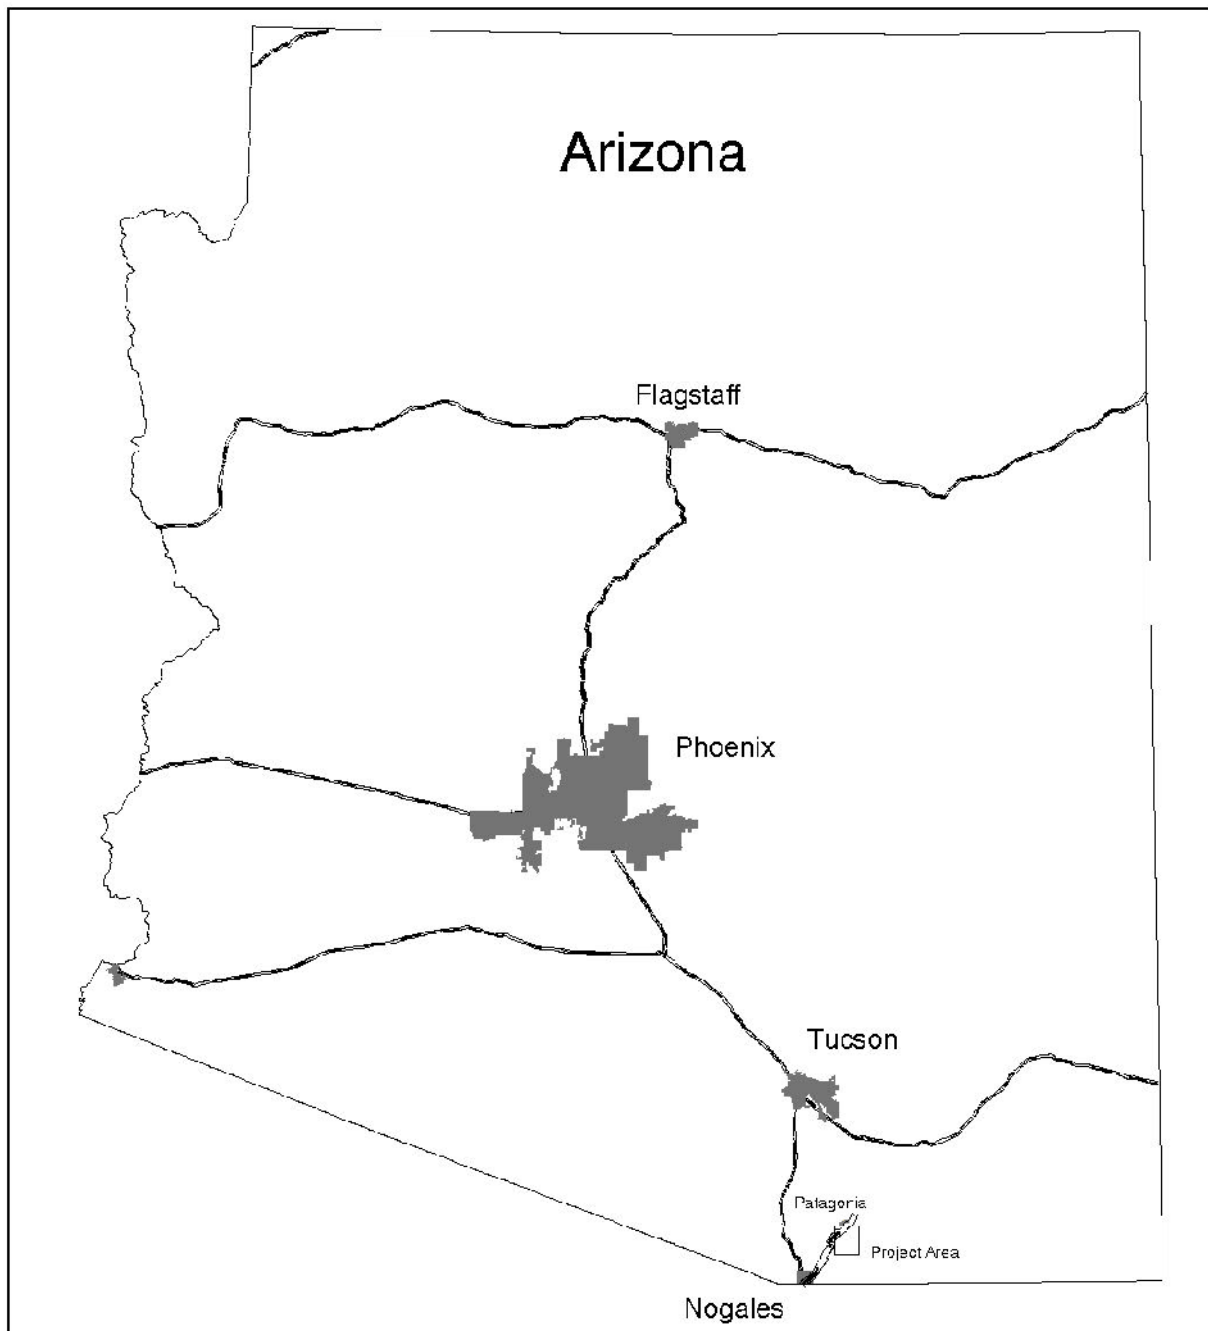 Arizona
Flagstaff
Phoenix
Tucson
Patagonia
Project Area
Nogales